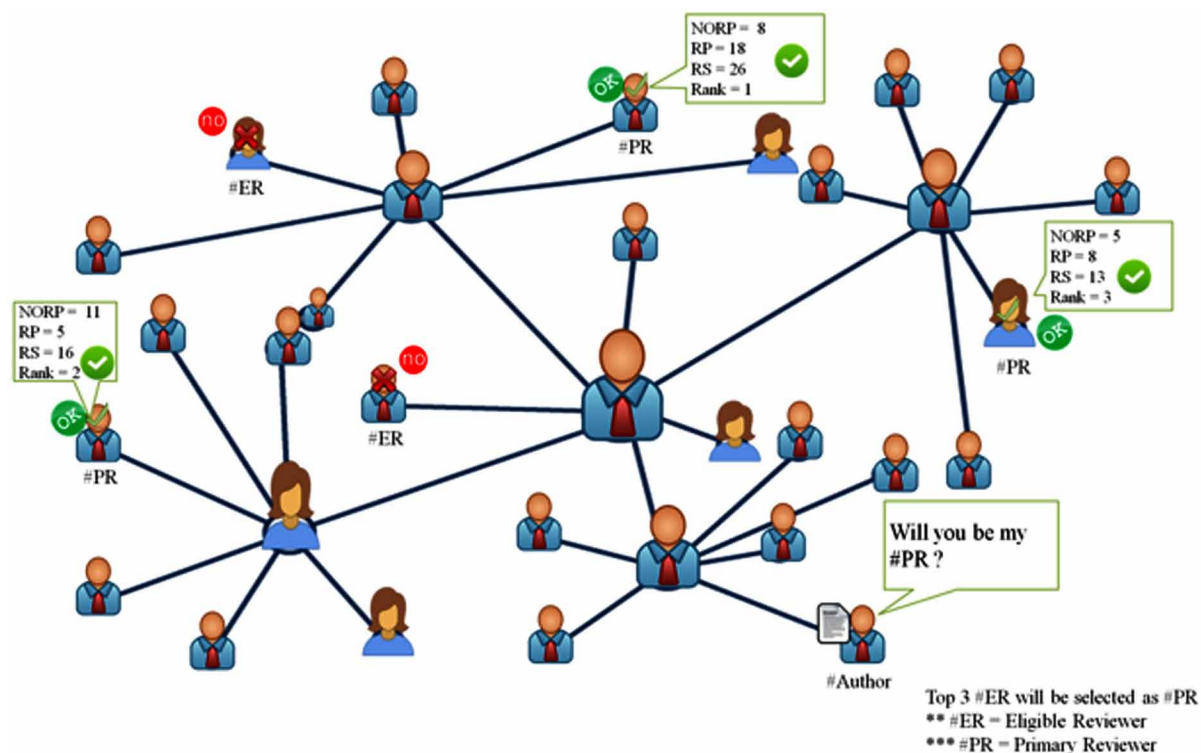 NORP = 8
RP = 18
RS = 26
Rank = 1
OK
#PR
no
#ER
NORP = 5
RP = 8
RS = 13
Rank = 3
OK
#PR
NORP = 11
RP = 5
RS = 16
Rank = 2
OK
#PR
no
#ER
Will you be my
#PR ?
#Author
Top 3 #ER will be selected as #PR
** #ER = Eligible Reviewer
*** #PR = Primary Reviewer